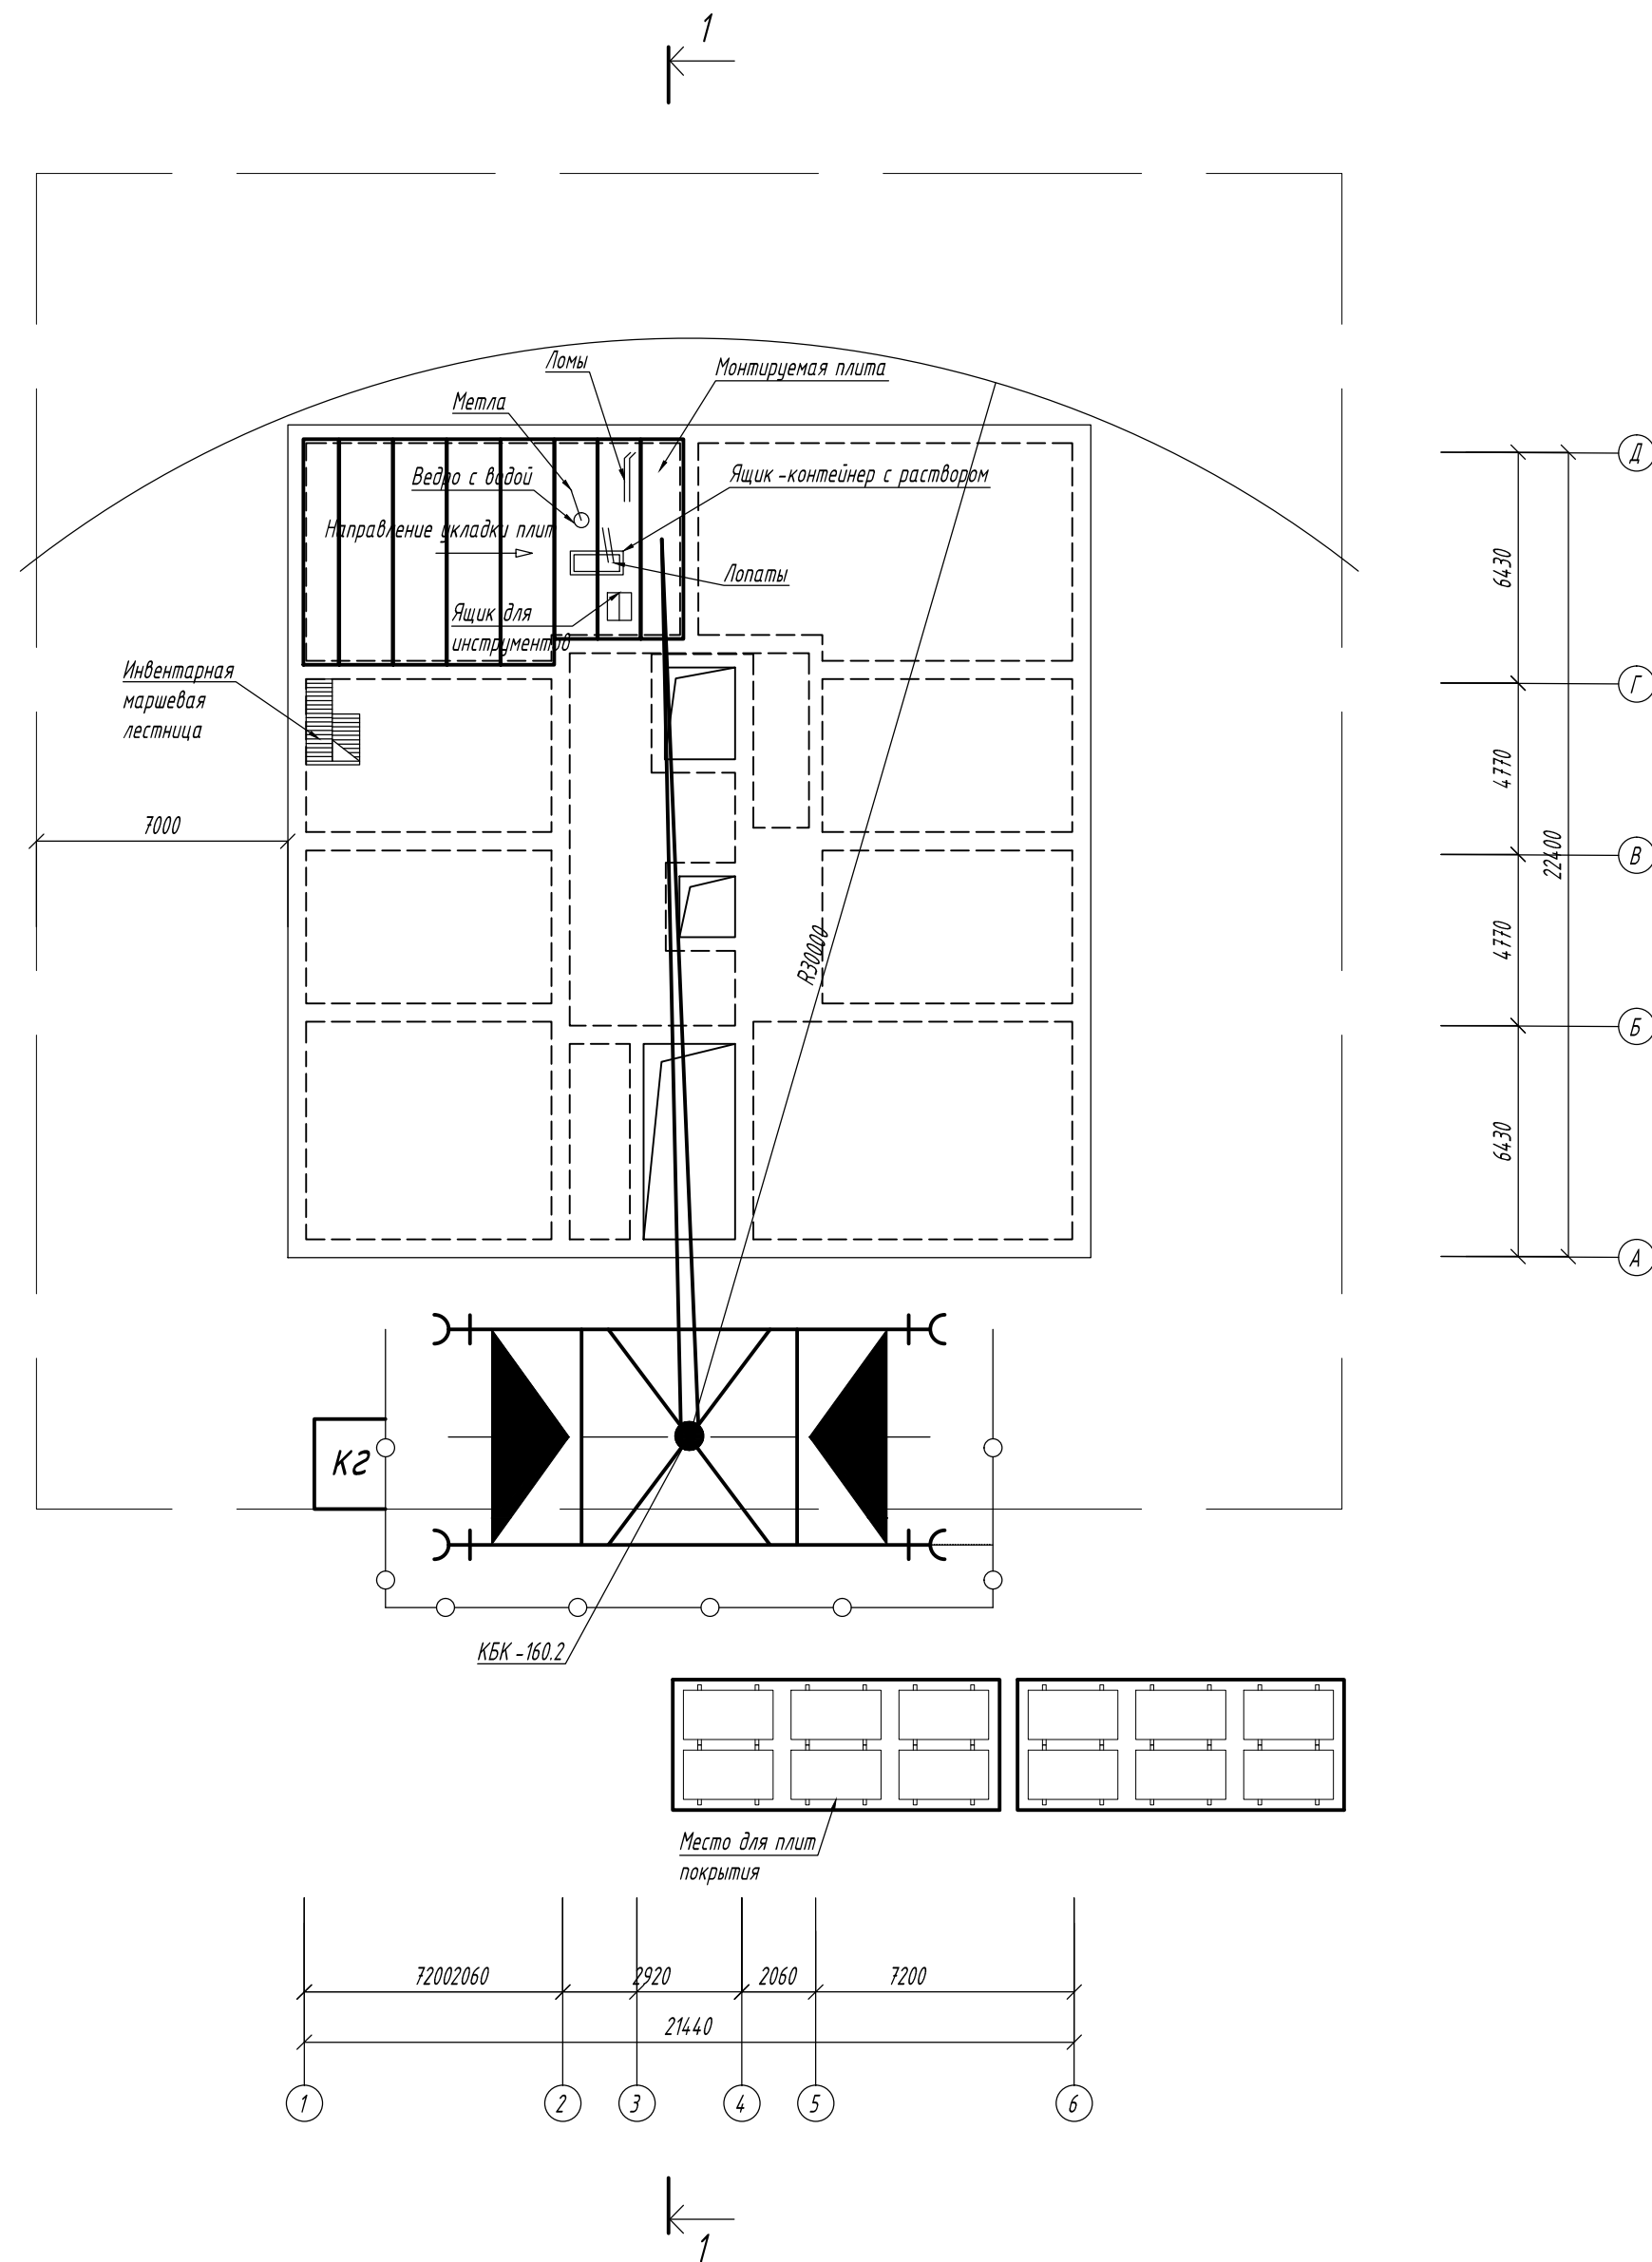 1
Ломы
Монтируемая плита
Метла
Ящик-контейнер с раствором
Ведро с водой
Направление укладки плит
Лопаты
Ящик для
инструментов
Инвентарная
маршевая
лестница
7000
R30000
Д
6430
Г
4770
22400
В
4770
Б
6430
А
кг
КБК-160.2
Место для плит
покрытия
7200 2060 2920 2060 7200
21440
1 2 3 4 5 6
1